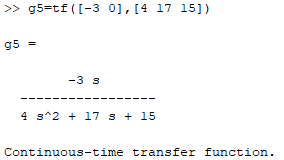 >> g5=tf([-3 0],[4 17 15])
g5 =
-3 s
-----------------
4 s^2 + 17 s + 15
Continuous-time transfer function.